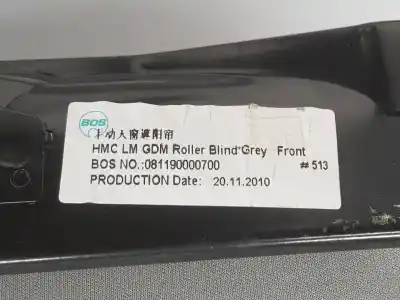 BOS
手动天窗遮阳帘
HMC LM GDM Roller Blind Grey Front
BOS NO.:081190000700 # 513
PRODUCTION Date: 20.11.2010